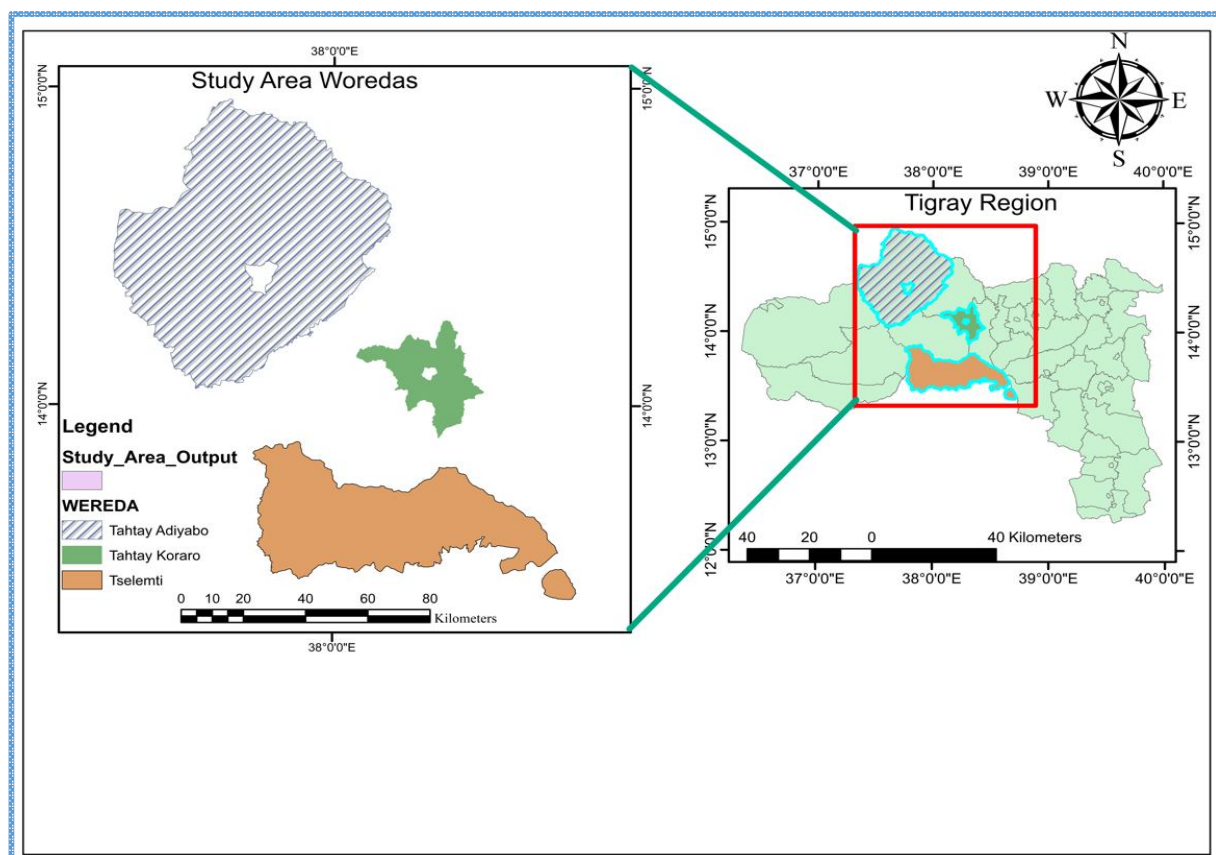 N
W E
S
38°0'0"E
Study Area Woredas
15°0'0"N
15°0'0"N
14°0'0"N
14°0'0"N
Legend
Study_Area_Output
WEREDA
Tahtay Adiyabo
Tahtay Koraro
Tselemti
0 10 20 40 60 80
Kilometers
38°0'0"E
37°0'0"E 38°0'0"E 39°0'0"E 40°0'0"E
Tigray Region
15°0'0"N
15°0'0"N
14°0'0"N
14°0'0"N
13°0'0"N
13°0'0"N
12°0'0"N
40 20 0 40 Kilometers
37°0'0"E 38°0'0"E 39°0'0"E 40°0'0"E